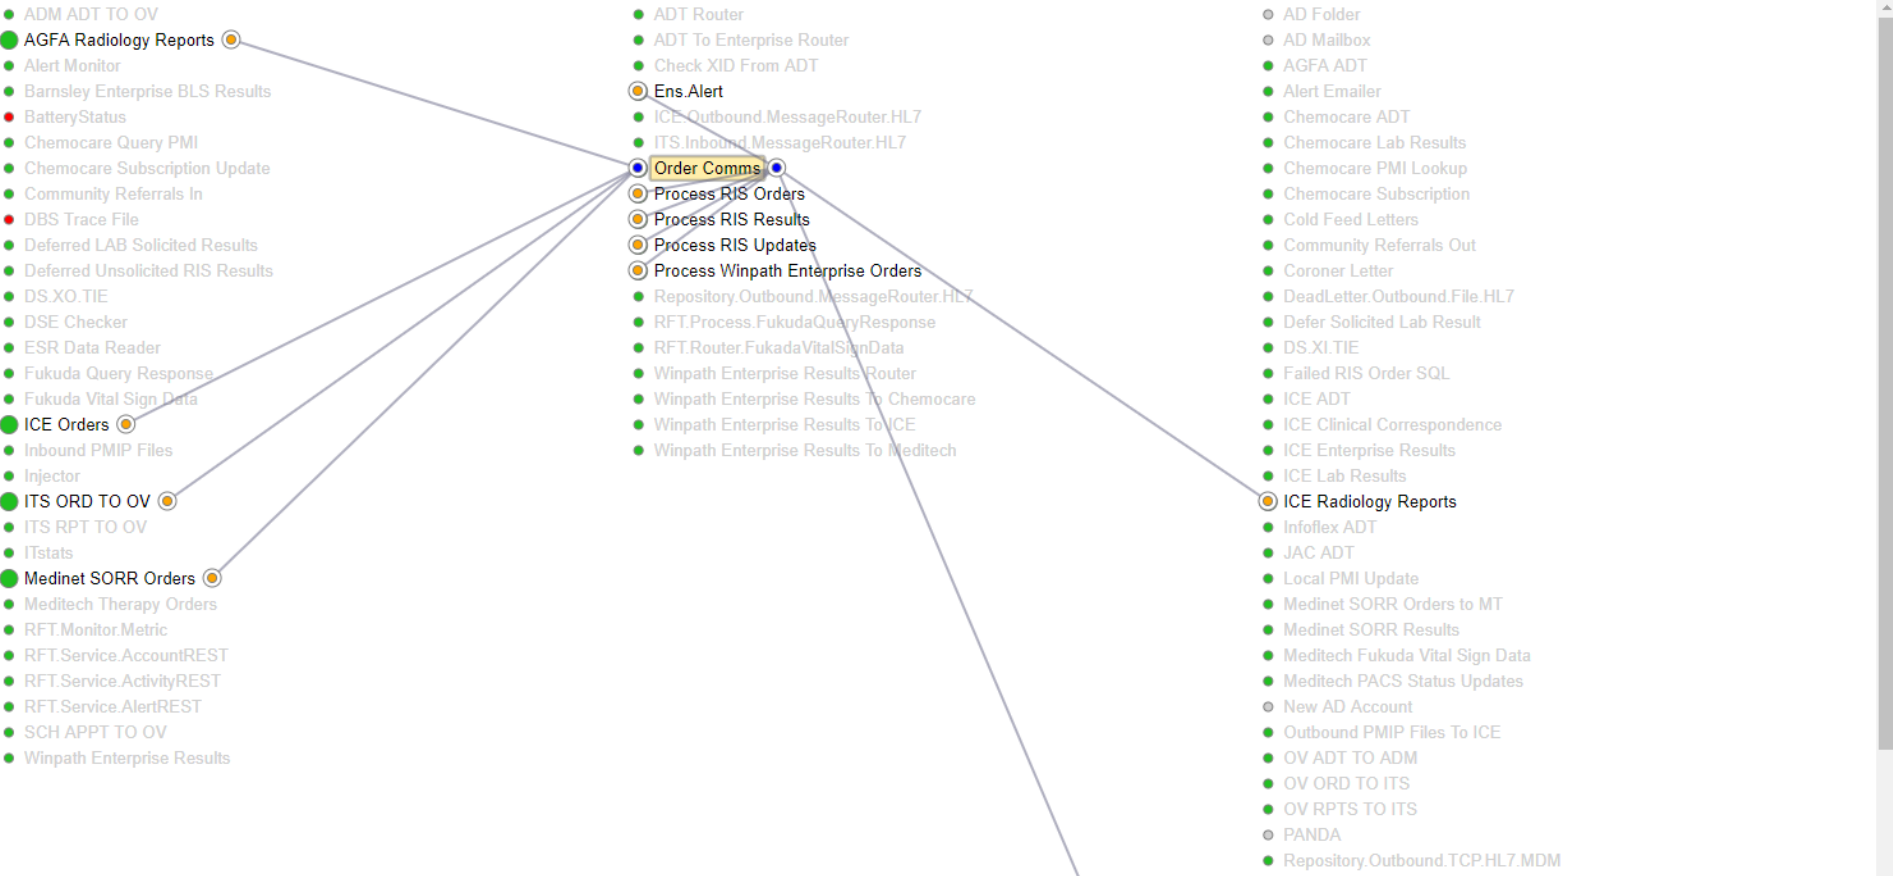 ADM ADT TO OV
AGFA Radiology Reports
Alert Monitor
Barnsley Enterprise BLS Results
BatteryStatus
Chemocare Query PMI
Chemocare Subscription Update
Community Referrals In
DBS Trace File
Deferred LAB Solicited Results
Deferred Unsolicited RIS Results
DS.XO.TIE
DSE Checker
ESR Data Reader
Fukuda Query Response
Fukuda Vital Sign Data
ICE Orders
Inbound PMIP Files
Injector
ITS ORD TO OV
ITS RPT TO OV
ITstats
Medinet SORR Orders
Meditech Therapy Orders
RFT.Monitor.Metric
RFT.Service.AccountREST
RFT.Service.ActivityREST
RFT.Service.AlertREST
SCH APPT TO OV
Winpath Enterprise Results
ADT Router
ADT To Enterprise Router
Check XID From ADT
Ens.Alert
ICE.Outbound.MessageRouter.HL7
ITS.Inbound.MessageRouter.HL7
Order Comms
Process RIS Orders
Process RIS Results
Process RIS Updates
Process Winpath Enterprise Orders
Repository.Outbound.MessageRouter.HL7
RFT.Process.FukudaQueryResponse
RFT.Router.FukadaVitalSignData
Winpath Enterprise Results Router
Winpath Enterprise Results To Chemocare
Winpath Enterprise Results To ICE
Winpath Enterprise Results To Meditech
AD Folder
AD Mailbox
AGFA ADT
Alert Emailer
Chemocare ADT
Chemocare Lab Results
Chemocare PMI Lookup
Chemocare Subscription
Cold Feed Letters
Community Referrals Out
Coroner Letter
DeadLetter.Outbound.File.HL7
Defer Solicited Lab Result
DS.XI.TIE
Failed RIS Order SQL
ICE ADT
ICE Clinical Correspondence
ICE Enterprise Results
ICE Lab Results
ICE Radiology Reports
Infoflex ADT
JAC ADT
Local PMI Update
Medinet SORR Orders to MT
Medinet SORR Results
Meditech Fukuda Vital Sign Data
Meditech PACS Status Updates
New AD Account
Outbound PMIP Files To ICE
OV ADT TO ADM
OV ORD TO ITS
OV RPTS TO ITS
PANDA
Repository.Outbound.TCP.HL7.MDM